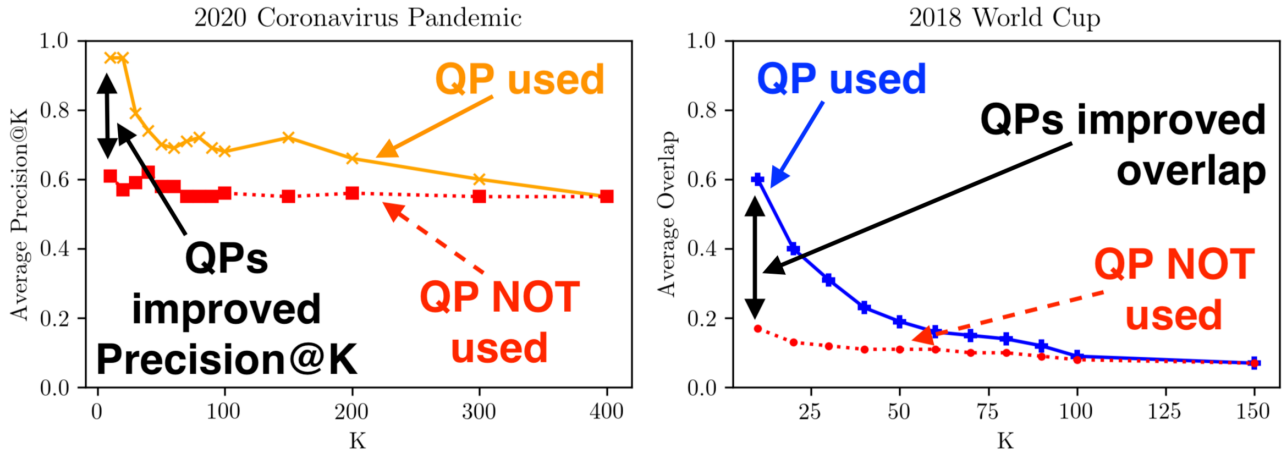 2020 Coronavirus Pandemic
1.0
0.8
0.6
0.4
0.2
0.0
Average Precision@K
0
100
200
300
400
K
QP used
QPs
improved
Precision@K
QP NOT
used
2018 World Cup
1.0
0.8
0.6
0.4
0.2
0.0
Average Overlap
25
50
75
100
125
150
K
QP used
QPs improved
overlap
QP NOT
used